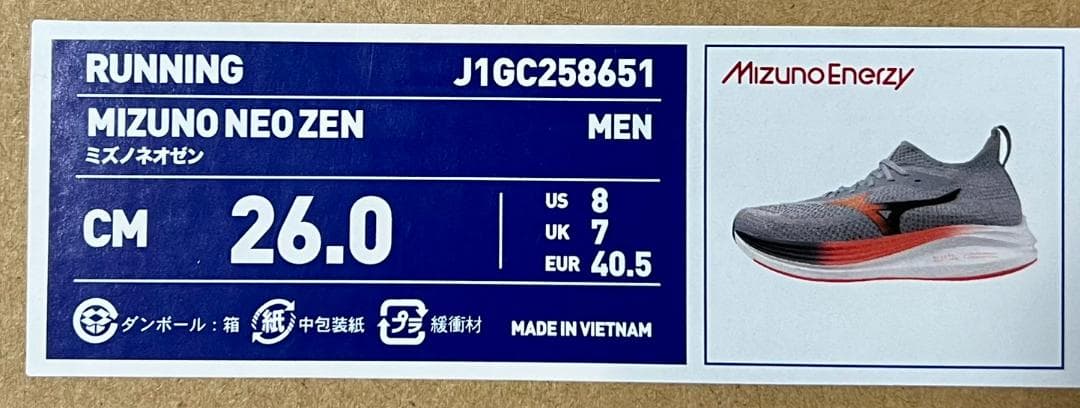 RUNNING J1GC258651
MIZUNO NEO ZEN MEN
ミズノネオゼン
CM 26.0
US 8
UK 7
EUR 40.5
ダンボール：箱 紙 中包装紙 プラ 緩衝材 MADE IN VIETNAM
Mizuno Enerzy